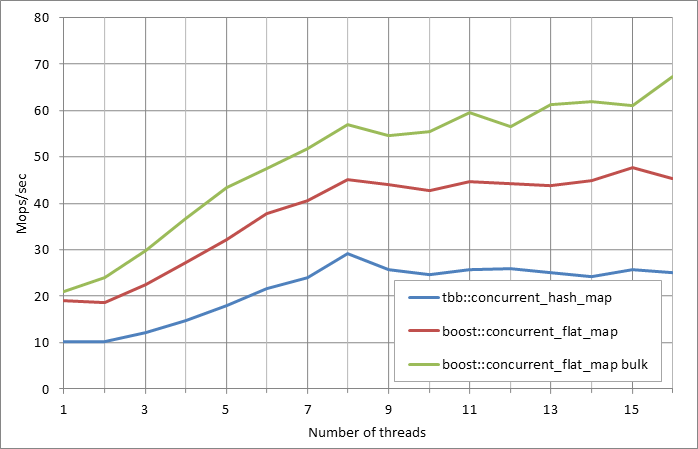 80
70
60
50
40
30
20
10
0
Mops/sec
tbb::concurrent_hash_map
boost::concurrent_flat_map
boost::concurrent_flat_map bulk
1 3 5 7 9 11 13 15
Number of threads